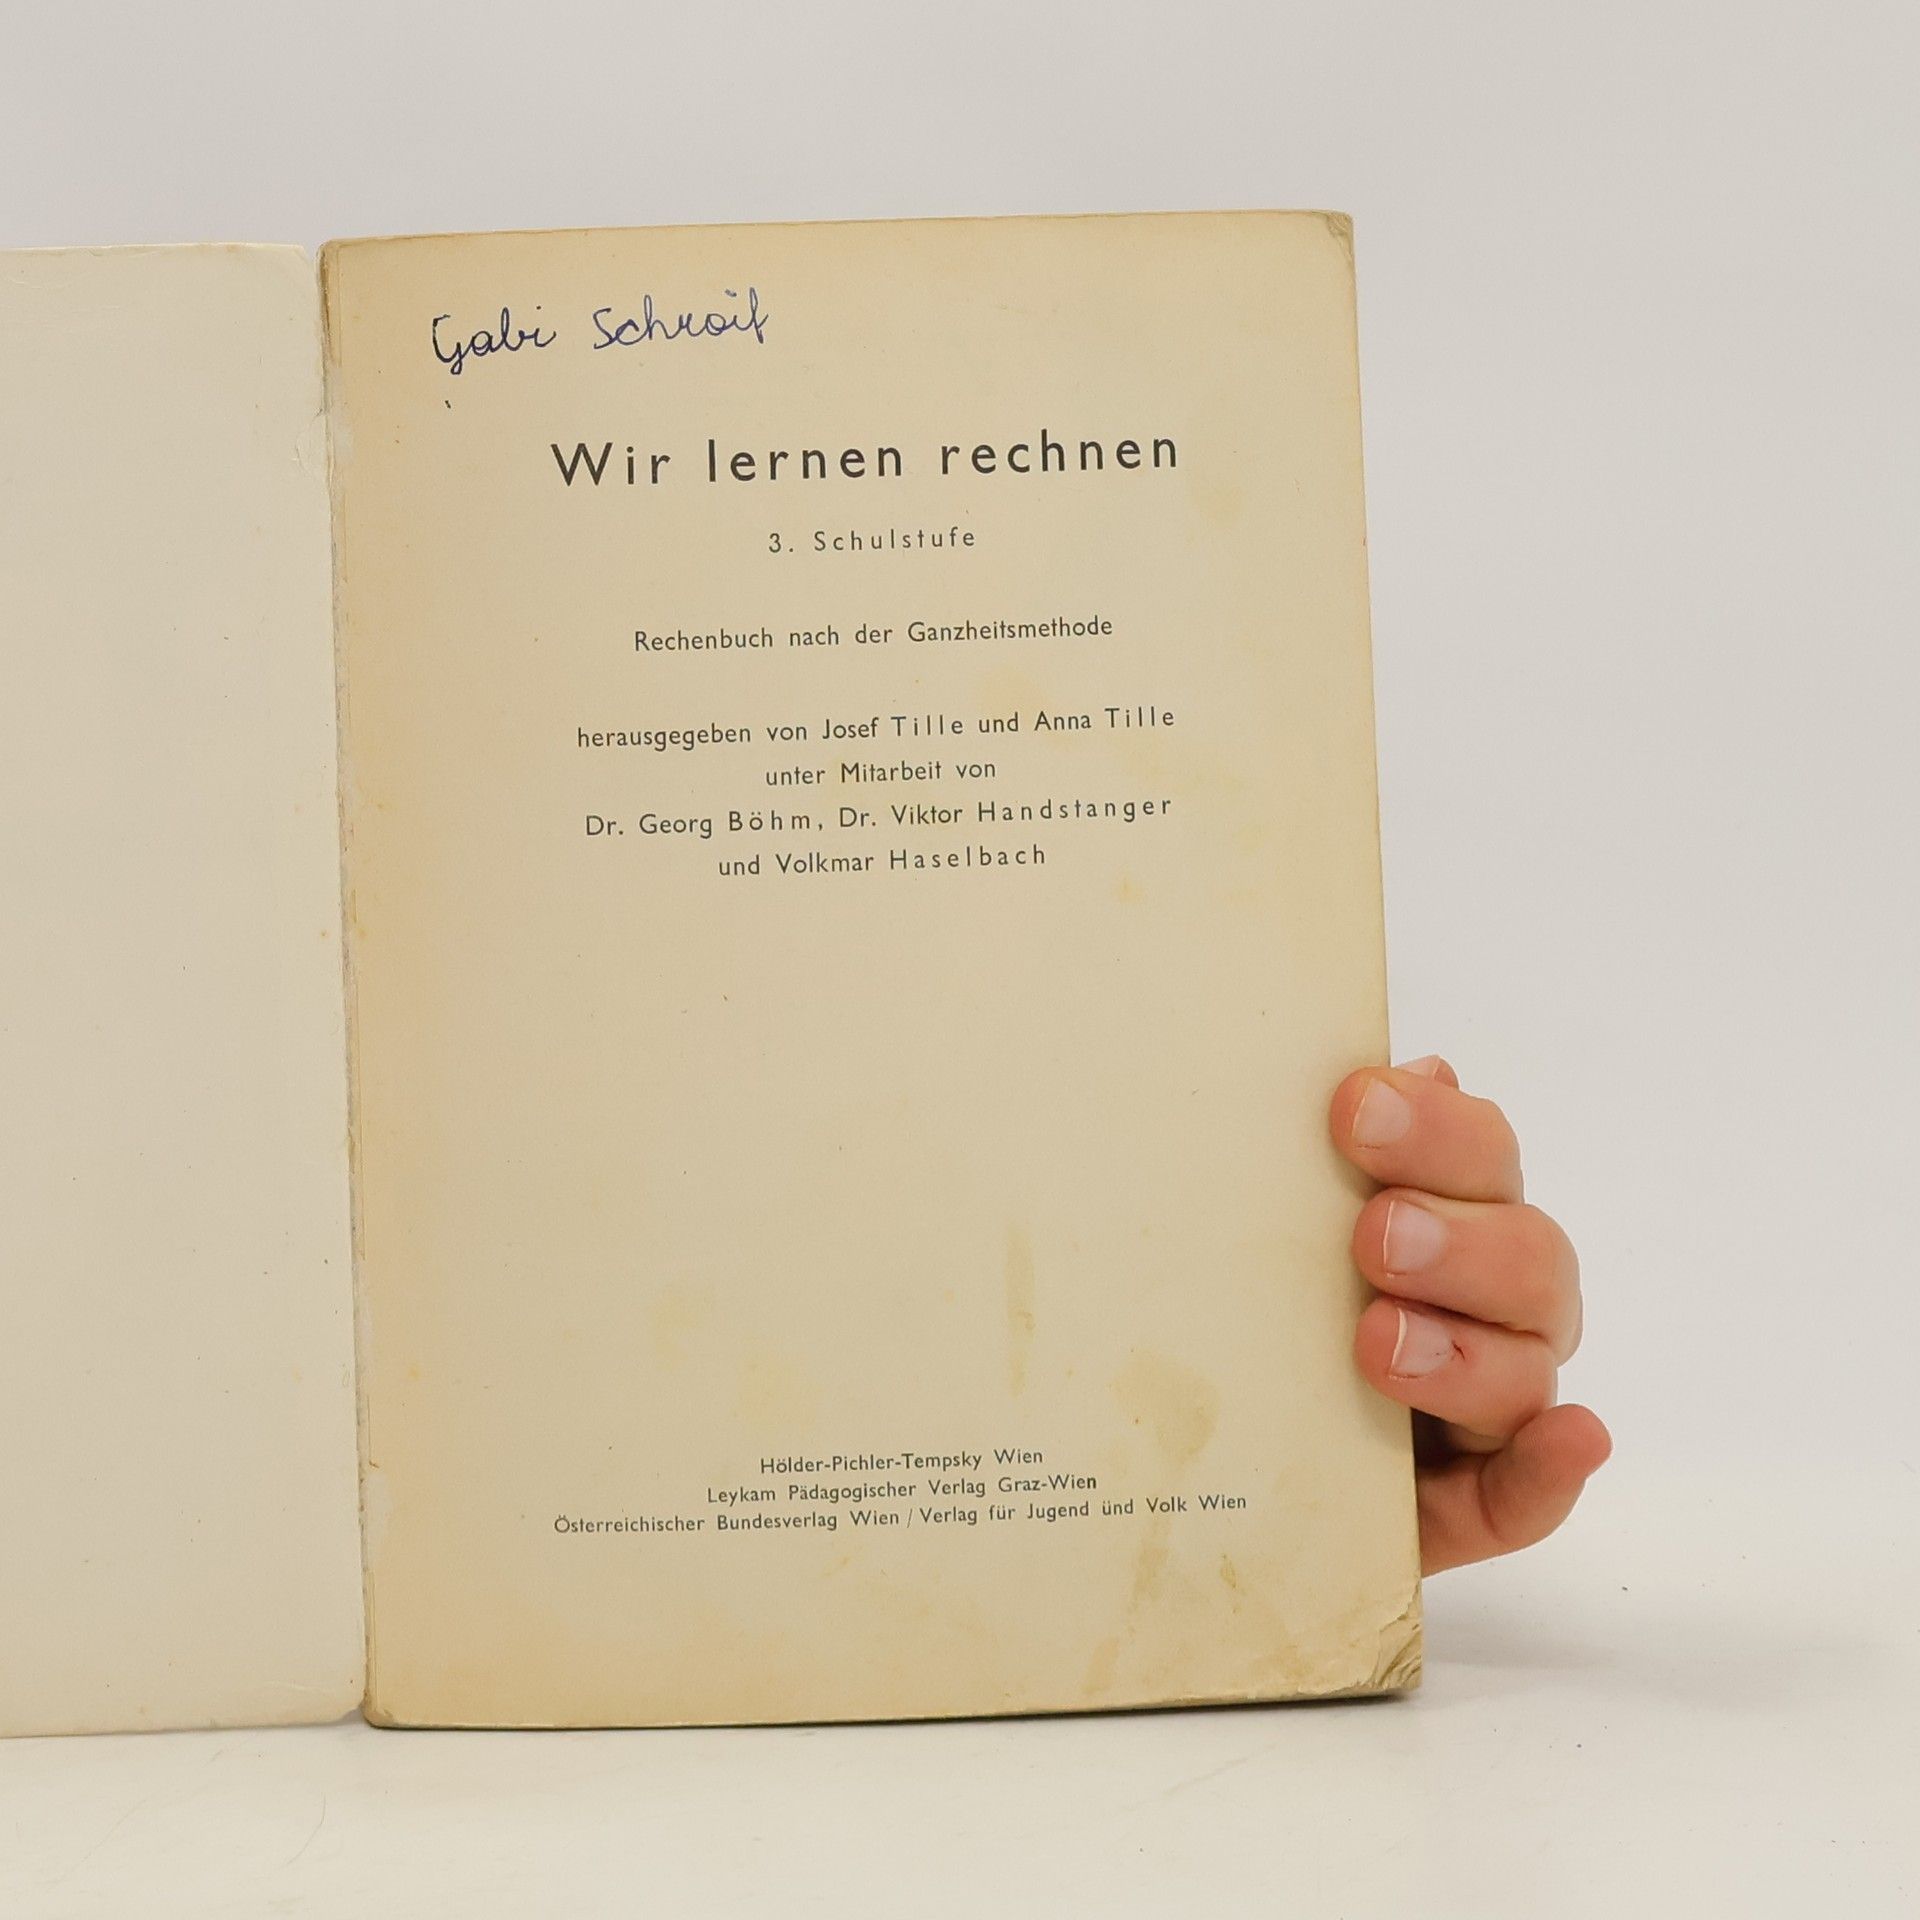 Gabi Schroif
Wir lernen rechnen
3. Schulstufe
Rechenbuch nach der Ganzheitsmethode
herausgegeben von Josef Tille und Anna Tille
unter Mitarbeit von
Dr. Georg Böhm, Dr. Viktor Handstanger
und Volkmar Haselbach
Hölder-Pichler-Tempsky Wien
Leykam Pädagogischer Verlag Graz-Wien
Österreichischer Bundesverlag Wien / Verlag für Jugend ünd Volk Wien